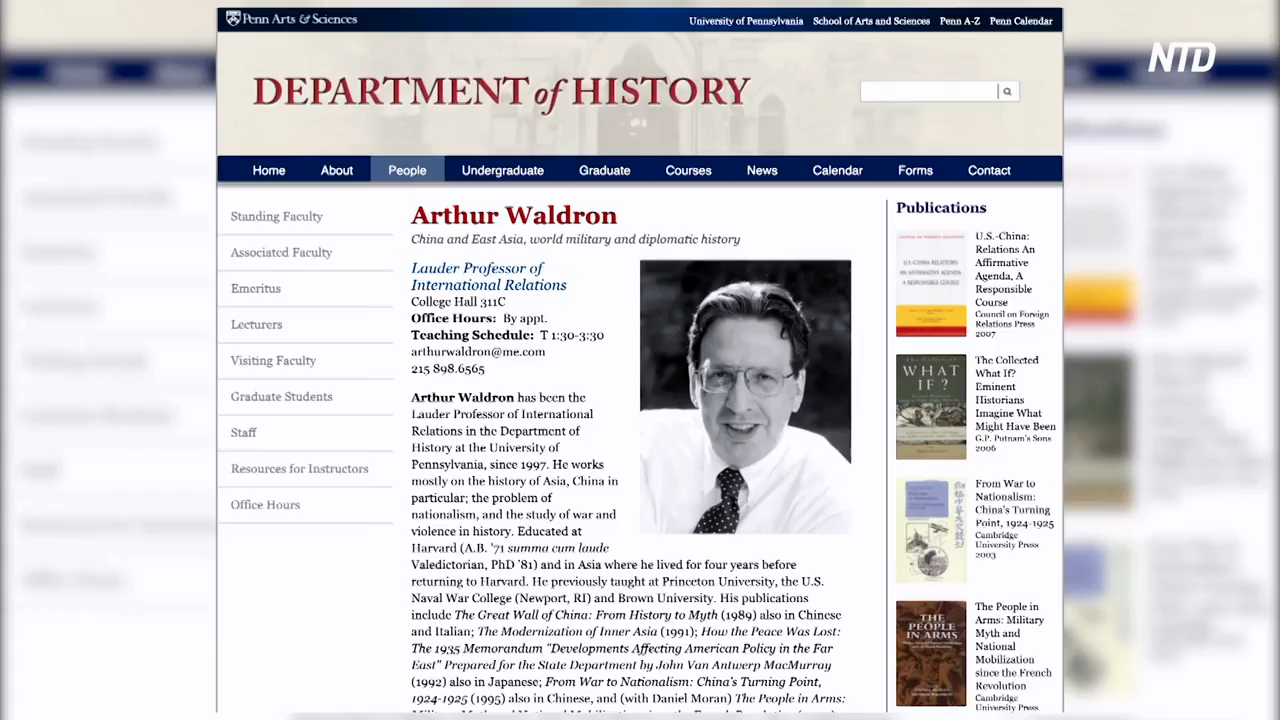 Penn Arts & Sciences
University of Pennsylvania School of Arts and Sciences Penn A-Z Penn Calendar
NTD
DEPARTMENT of HISTORY
Home About People Undergraduate Graduate Courses News Calendar Forms Contact
Standing Faculty
Associated Faculty
Emeritus
Lecturers
Visiting Faculty
Graduate Students
Staff
Resources for Instructors
Office Hours
Arthur Waldron
China and East Asia, world military and diplomatic history
Lauder Professor of
International Relations
College Hall 311C
Office Hours: By appt.
Teaching Schedule: T 1:30-3:30
arthurwaldron@me.com
215 898.6565
Arthur Waldron has been the
Lauder Professor of International
Relations in the Department of
History at the University of
Pennsylvania, since 1997. He works
mostly on the history of Asia, China in
particular; the problem of
nationalism, and the study of war and
violence in history. Educated at
Harvard (A.B. '71 summa cum laude
Valedictorian, PhD '81) and in Asia where he lived for four years before
returning to Harvard. He previously taught at Princeton University, the U.S.
Naval War College (Newport, RI) and Brown University. His publications
include The Great Wall of China: From History to Myth (1989) also in Chinese
and Italian; The Modernization of Inner Asia (1991); How the Peace Was Lost:
The 1935 Memorandum "Developments Affecting American Policy in the Far
East" Prepared for the State Department by John Van Antwerp MacMurray
(1992) also in Japanese; From War to Nationalism: China's Turning Point,
1924-1925 (1995) also in Chinese, and (with Daniel Moran) The People in Arms:
Publications
U.S.-China:
Relations An
Affirmative
Agenda, A
Responsible
Course
Council on Foreign
Relations Press
2007
U.S.-CHINA RELATIONS
AN AFFIRMATIVE AGENDA
A RESPONSIBLE COURSE
The Collected
What If?
Eminent
Historians
Imagine What
Might Have Been
G.P. Putnam's Sons
2006
WHAT
IF?
From War to
Nationalism:
China's Turning
Point, 1924-1925
Cambridge
University Press
2003
The People in
Arms: Military
Myth and
National
Mobilization
since the French
Revolution
Cambridge
University Press
THE
PEOPLE
IN ARMS